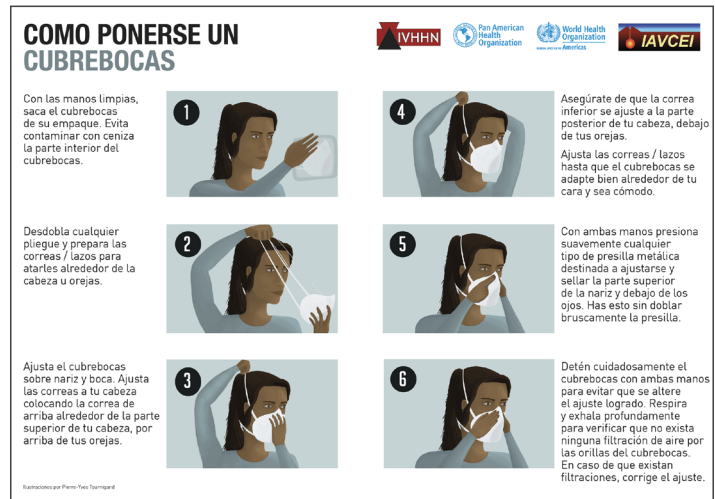 COMO PONERSE UN
CUBREBOCAS
IVHHN
Pan American
Health
Organization
World Health
Organization
Americas
IAVCEI
Con las manos limpias,
saca el cubrebocas
de su empaque. Evita
contaminar con ceniza
la parte interior del
cubrebocas.
1
Desdobla cualquier
pliegue y prepara las
correas / lazos para
atarles alrededor de la
cabeza u orejas.
2
Ajusta el cubrebocas
sobre nariz y boca. Ajusta
las correas a tu cabeza
colocando la correa de
arriba alrededor de la parte
superior de tu cabeza, por
arriba de tus orejas.
3
4
Asegúrate de que la correa
inferior se ajuste a la parte
posterior de tu cabeza, debajo
de tus orejas.
Ajusta las correas / lazos
hasta que el cubrebocas se
adapte bien alrededor de tu
cara y sea cómodo.
5
Con ambas manos presiona
suavemente cualquier
tipo de presilla metálica
destinada a ajustarse y
sellar la parte superior
de la nariz y debajo de los
ojos. Has esto sin doblar
bruscamente la presilla.
6
Detén cuidadosamente el
cubrebocas con ambas manos
para evitar que se altere
el ajuste logrado. Respira
y exhala profundamente
para verificar que no exista
ninguna filtración de aire por
las orillas del cubrebocas.
En caso de que existan
filtraciones, corrige el ajuste.
Ilustraciones por Pierre-Yves Tournigand